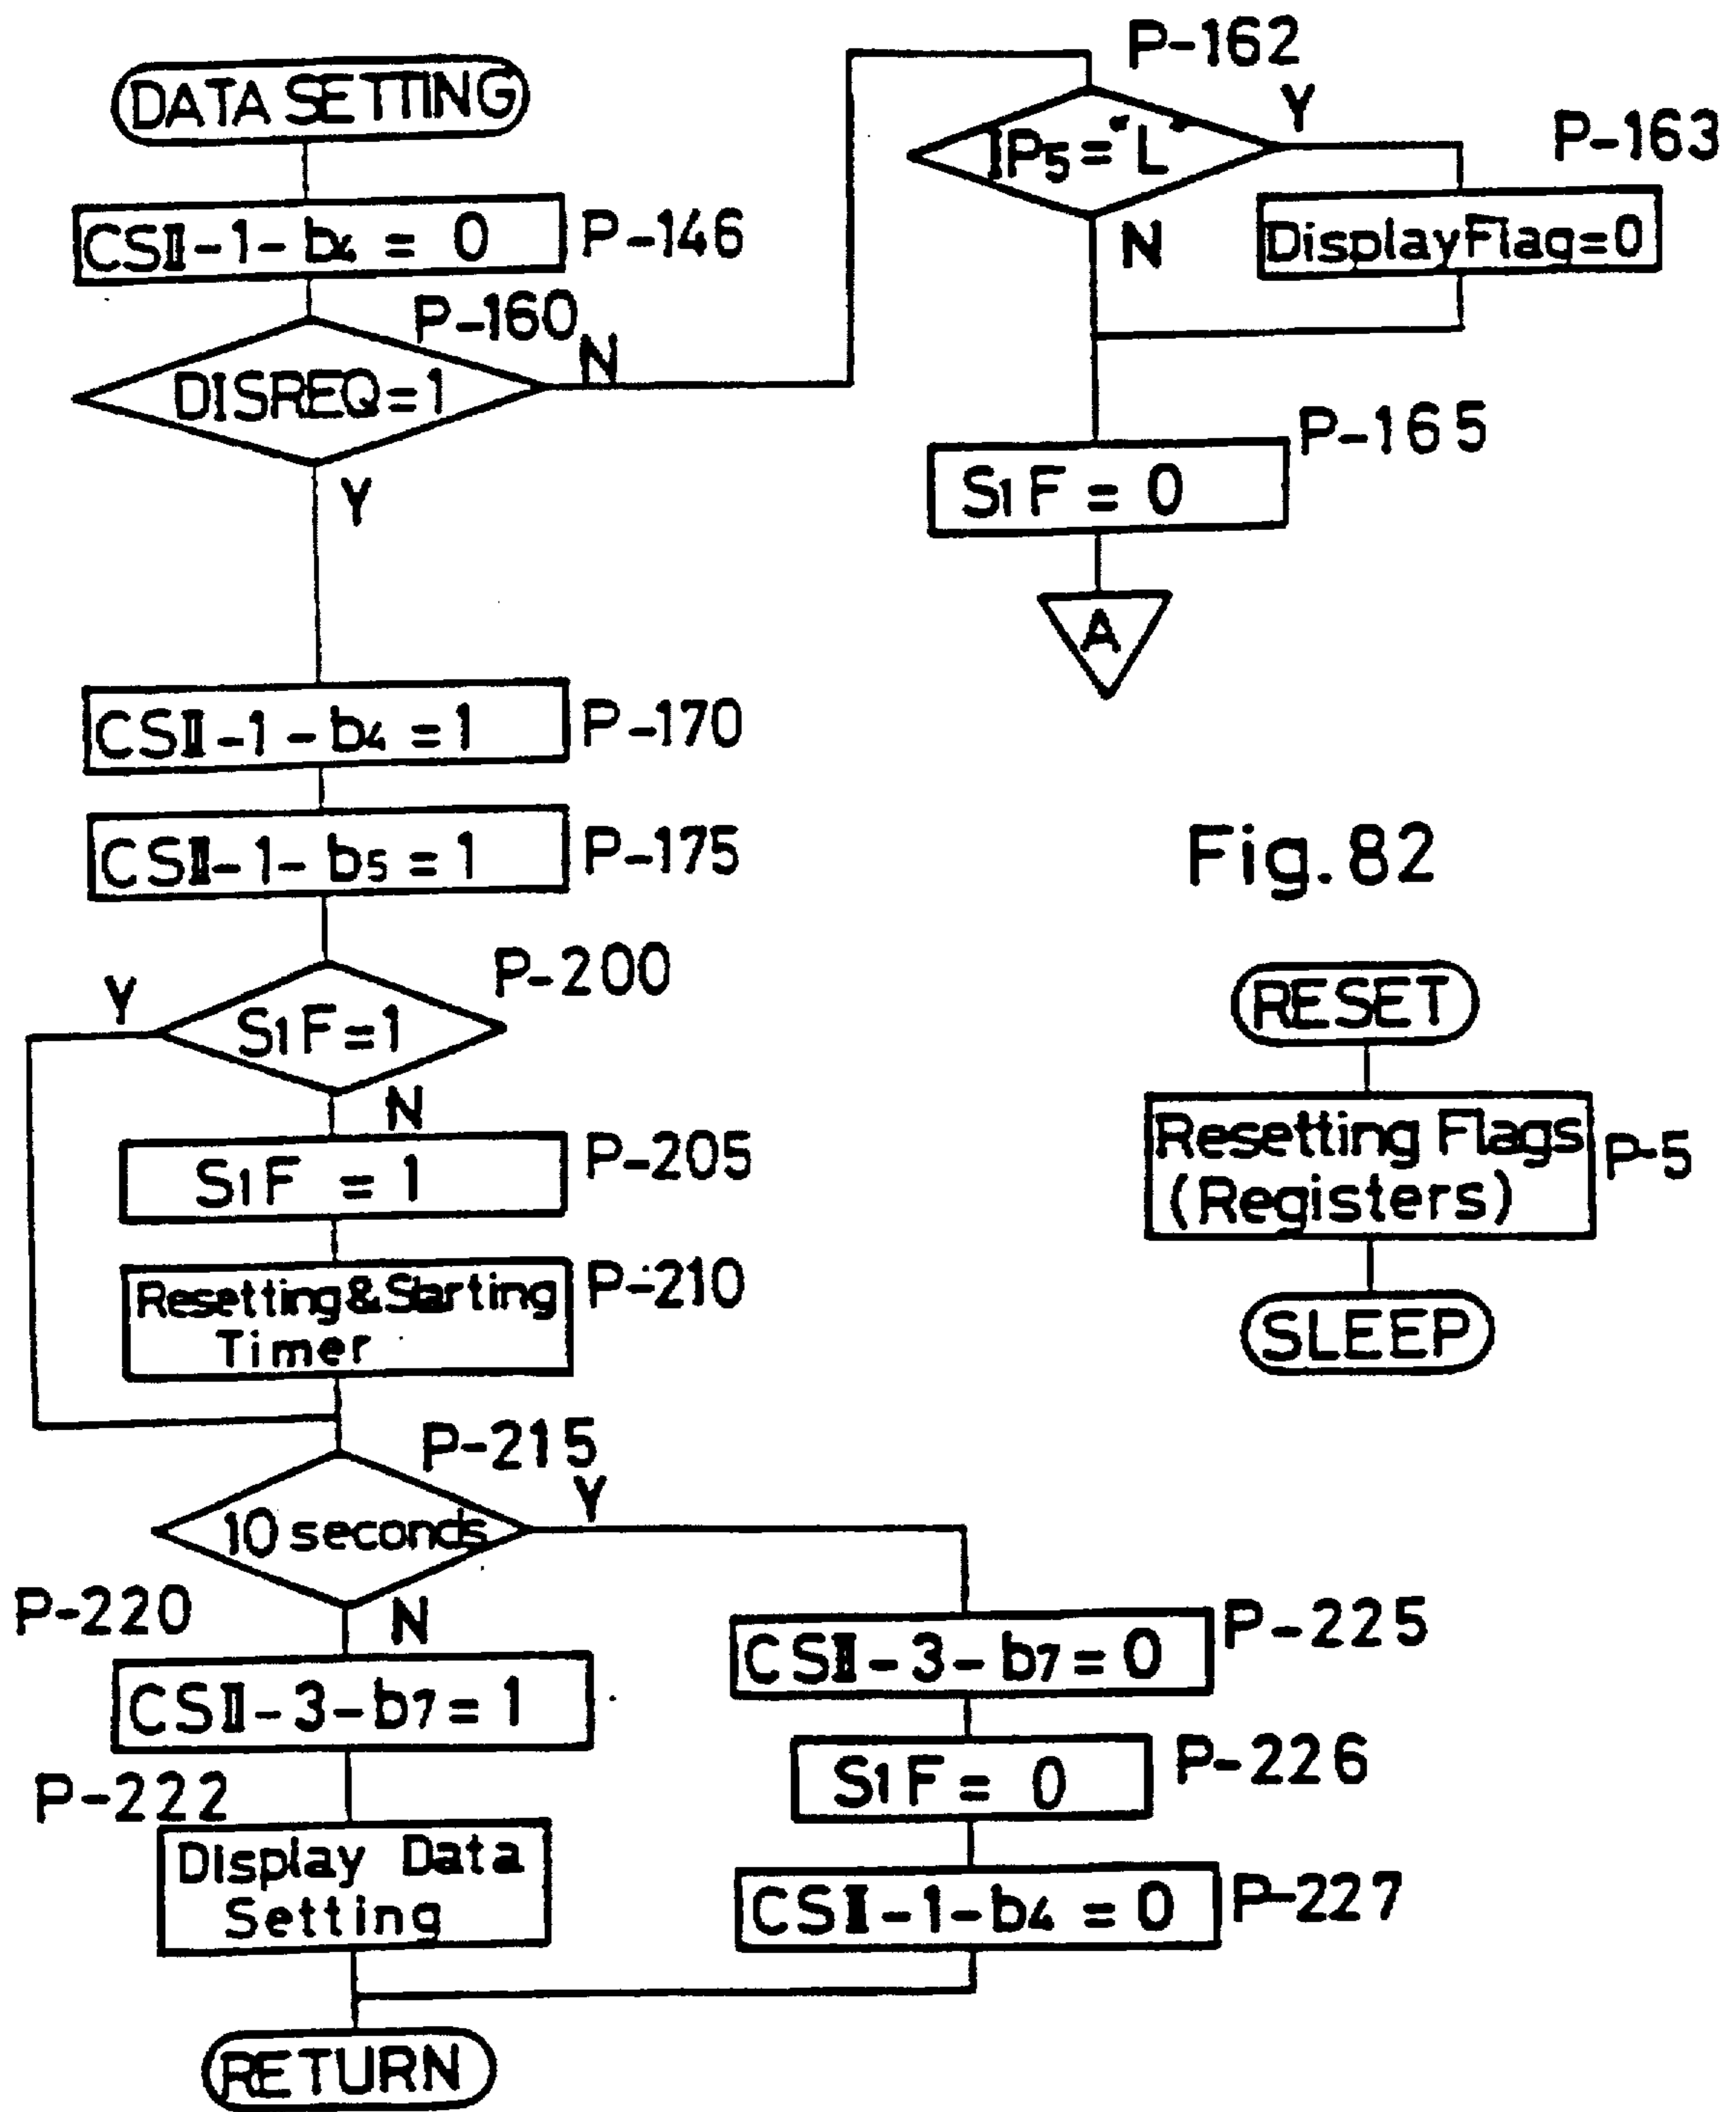 DATA SETTING
CSII-1-b4 = 0
P-146
P-160
DISREQ=1
N
Y
P-162
IP5="L"
Y
N
P-163
Display Flag=0
P-165
S1F = 0
A
CSII-1-b4 = 1
P-170
CSII-1-b5 = 1
P-175
P-200
Y
S1F=1
N
S1F = 1
P-205
Resetting & Starting
Timer
P-210
P-215
10 seconds
Y
N
P-220
CSII-3-b7= 1
P-222
Display Data
Setting
P-225
CSII-3-b7=0
P-226
S1F= 0
P-227
CSII-1-b4 = 0
RETURN
Fig. 82
RESET
Resetting Flags
(Registers)
P-5
SLEEP